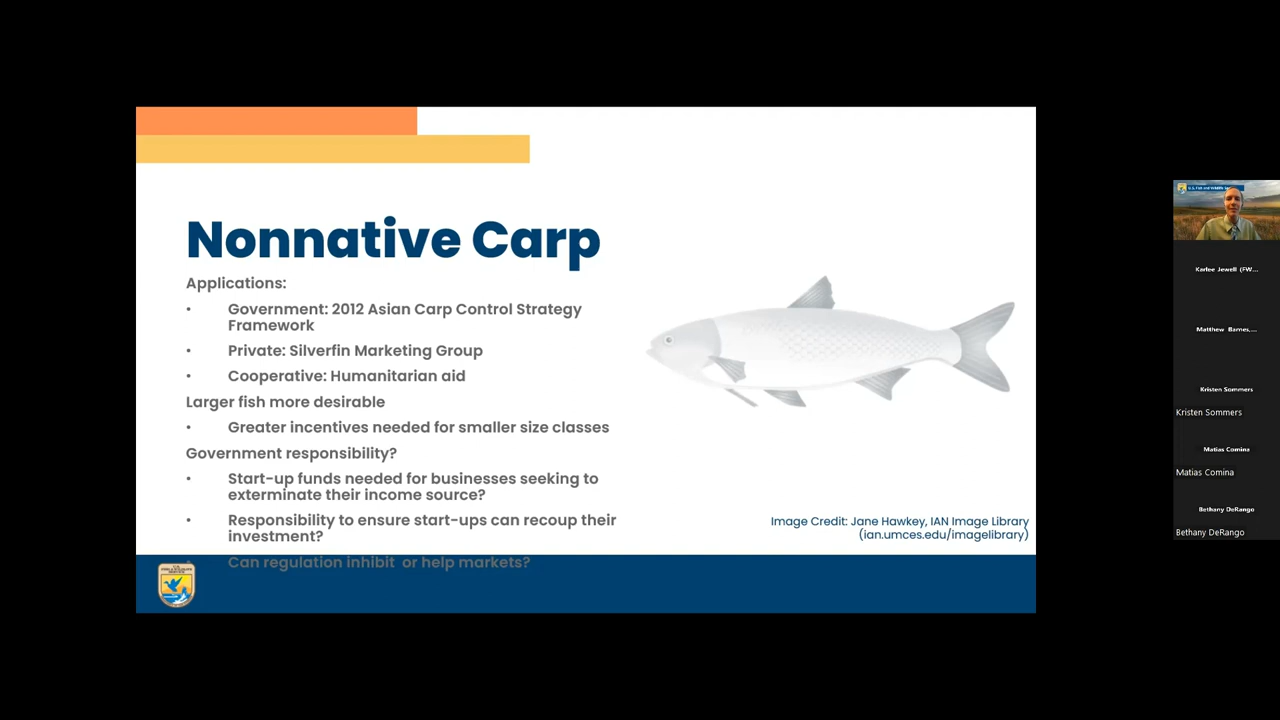 Nonnative Carp
Applications:
• Government: 2012 Asian Carp Control Strategy
Framework
• Private: Silverfin Marketing Group
• Cooperative: Humanitarian aid
Larger fish more desirable
• Greater incentives needed for smaller size classes
Government responsibility?
• Start-up funds needed for businesses seeking to
exterminate their income source?
• Responsibility to ensure start-ups can recoup their
investment?
• Can regulation inhibit or help markets?
Image Credit: Jane Hawkey, IAN Image Library
(ian.umces.edu/imagelibrary)
Karlee Jewell (FW...
Matthew Barnes,...
Kristen Sommers
Kristen Sommers
Matias Comina
Matias Comina
Bethany DeRango
Bethany DeRango